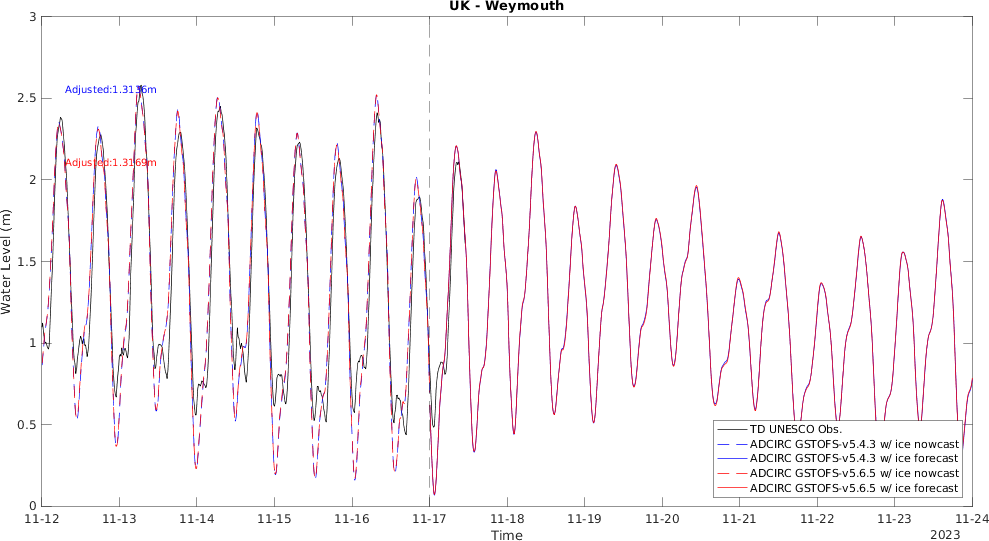 UK - Weymouth
3
2.5
2
1.5
1
0.5
0
Water Level (m)
Adjusted:1.3136m
Adjusted:1.3169m
TD UNESCO Obs.
ADCIRC GSTOFS-v5.4.3 w/ ice nowcast
ADCIRC GSTOFS-v5.4.3 w/ ice forecast
ADCIRC GSTOFS-v5.6.5 w/ ice nowcast
ADCIRC GSTOFS-v5.6.5 w/ ice forecast
11-12 11-13 11-14 11-15 11-16 11-17 11-18 11-19 11-20 11-21 11-22 11-23 11-24
Time
2023